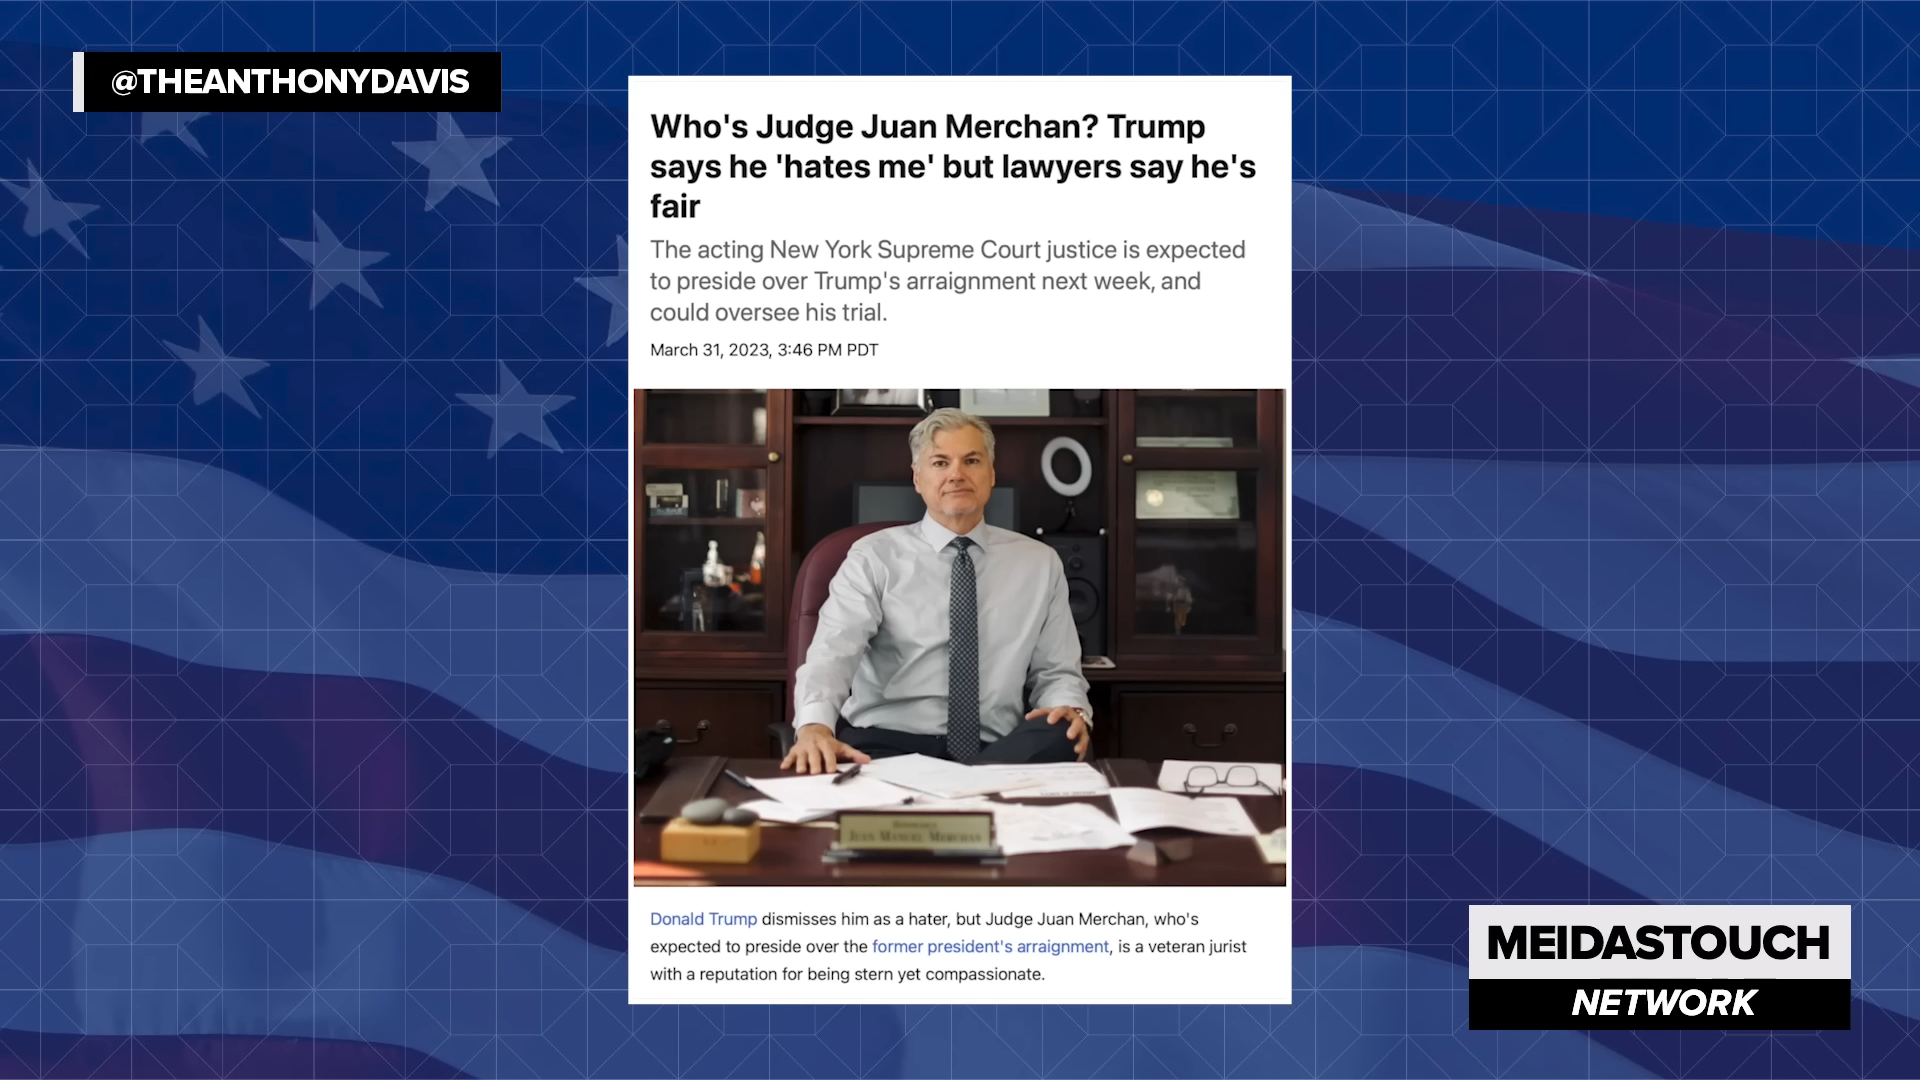 @THEANTHONYDAVIS
Who's Judge Juan Merchan? Trump
says he 'hates me' but lawyers say he's
fair
The acting New York Supreme Court justice is expected
to preside over Trump's arraignment next week, and
could oversee his trial.
March 31, 2023, 3:46 PM PDT
JUAN MANUEL MERCHAN
Donald Trump dismisses him as a hater, but Judge Juan Merchan, who's
expected to preside over the former president's arraignment, is a veteran jurist
with a reputation for being stern yet compassionate.
MEIDASTOUCH
NETWORK